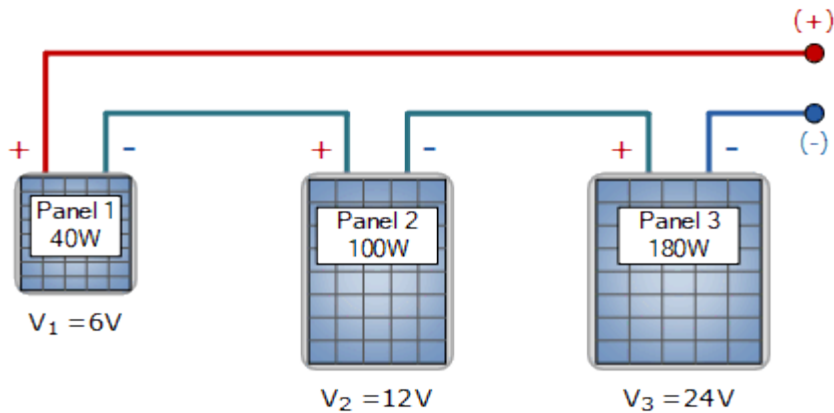 (+)
+
-
+
-
+
-
(-)
Panel 1
40W
Panel 2
100W
Panel 3
180W
V₁ =6V
V₂ =12V
V₃ =24V